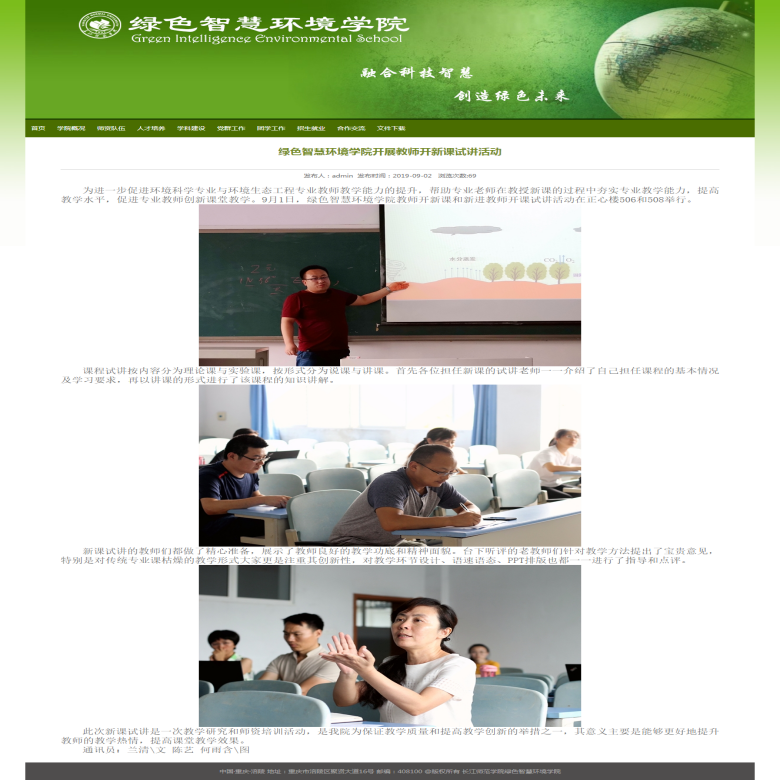 绿色智慧环境学院
Green Intelligence Environmental School
融合科技智慧
创造绿色未来
首页 学院概况 师资队伍 人才培养 学科建设 党群工作 团学工作 招生就业 合作交流 文件下载
绿色智慧环境学院开展教师开新课试讲活动
发布人：admin 发布时间：2019-09-02 浏览次数:69
为进一步促进环境科学专业与环境生态工程专业教师教学能力的提升，帮助专业老师在教授新课的过程中夯实专业教学能力，提高
教学水平，促进专业教师创新课堂教学。9月1日，绿色智慧环境学院教师开新课和新进教师开课试讲活动在正心楼506和508举行。
课程试讲按内容分为理论课与实验课，按形式分为说课与讲课。首先各位担任新课的试讲老师一一介绍了自己担任课程的基本情况
及学习要求，再以讲课的形式进行了该课程的知识讲解。
新课试讲的教师们都做了精心准备，展示了教师良好的教学功底和精神面貌。台下听评的老教师们针对教学方法提出了宝贵意见，
特别是对传统专业课枯燥的教学形式大家更是注重其创新性，对教学环节设计、语速语态、PPT排版也都一一进行了指导和点评。
此次新课试讲是一次教学研究和师资培训活动，是我院为保证教学质量和提高教学创新的举措之一，其意义主要是能够更好地提升
教师的教学热情，提高课堂教学效果。
通讯员：兰清\文 陈艺 何雨含\图
中国·重庆·涪陵 地址：重庆市涪陵区聚贤大道16号 邮编：408100 @版权所有 长江师范学院绿色智慧环境学院